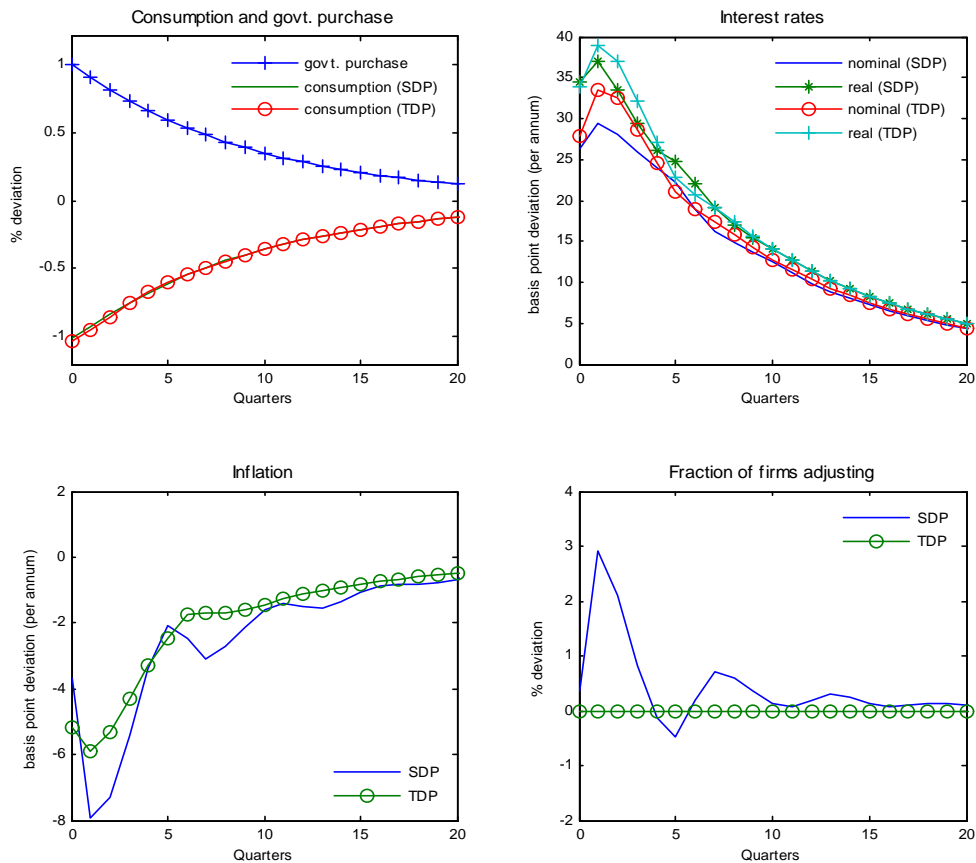 Consumption and govt. purchase
1
0.5
0
-0.5
-1
% deviation
govt. purchase
consumption (SDP)
consumption (TDP)
0
5
10
15
20
Quarters
Interest rates
40
35
30
25
20
15
10
5
0
basis point deviation (per annum)
nominal (SDP)
real (SDP)
nominal (TDP)
real (TDP)
0
5
10
15
20
Quarters
Inflation
2
0
-2
-4
-6
-8
basis point deviation (per annum)
SDP
TDP
0
5
10
15
20
Quarters
Fraction of firms adjusting
4
3
2
1
0
-1
-2
% deviation
SDP
TDP
0
5
10
15
20
Quarters